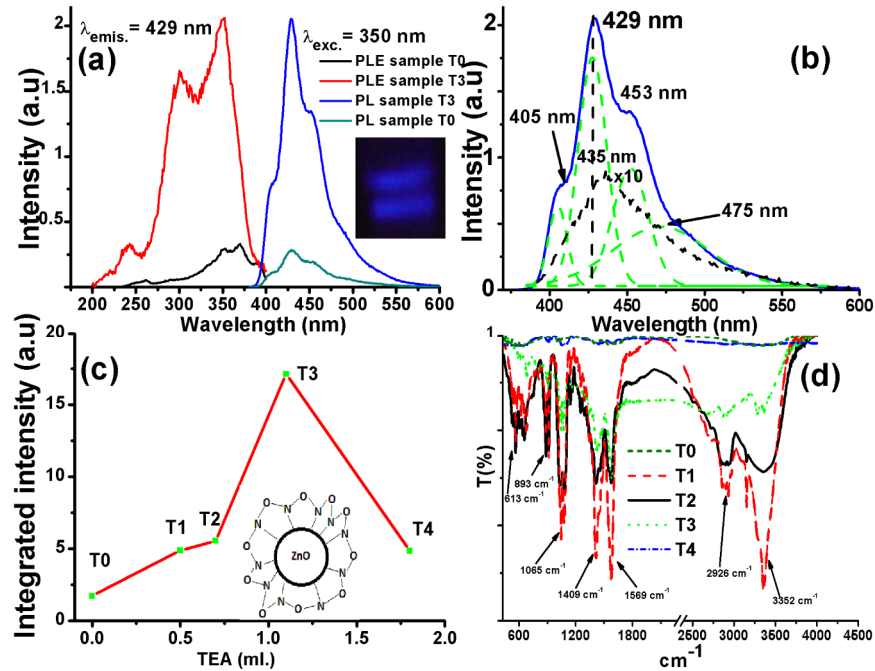 λemis. = 429 nm
λexc. = 350 nm
(a)
PLE sample T0
PLE sample T3
PL sample T3
PL sample T0
Intensity (a.u)
2
1.5
1
0.5
200 250 300 350 400 450 500 550 600
Wavelength (nm)
(b)
429 nm
453 nm
405 nm
435 nm
x10
475 nm
Intensity (a.u)
2
1
0
400 450 500 550 600
Wavelength (nm)
(c)
Integrated intensity (a.u)
20
15
10
5
0
T0
T1
T2
T3
T4
ZnO
N O N O N O N O N O N O N O N O
0.0 0.5 1.0 1.5 2.0
TEA (ml.)
(d)
T(%)
1
T0
T1
T2
T3
T4
613 cm-1
893 cm-1
1065 cm-1
1409 cm-1
1569 cm-1
2926 cm-1
3352 cm-1
600 1200 1800 3000 3500 4000 4500
cm-1